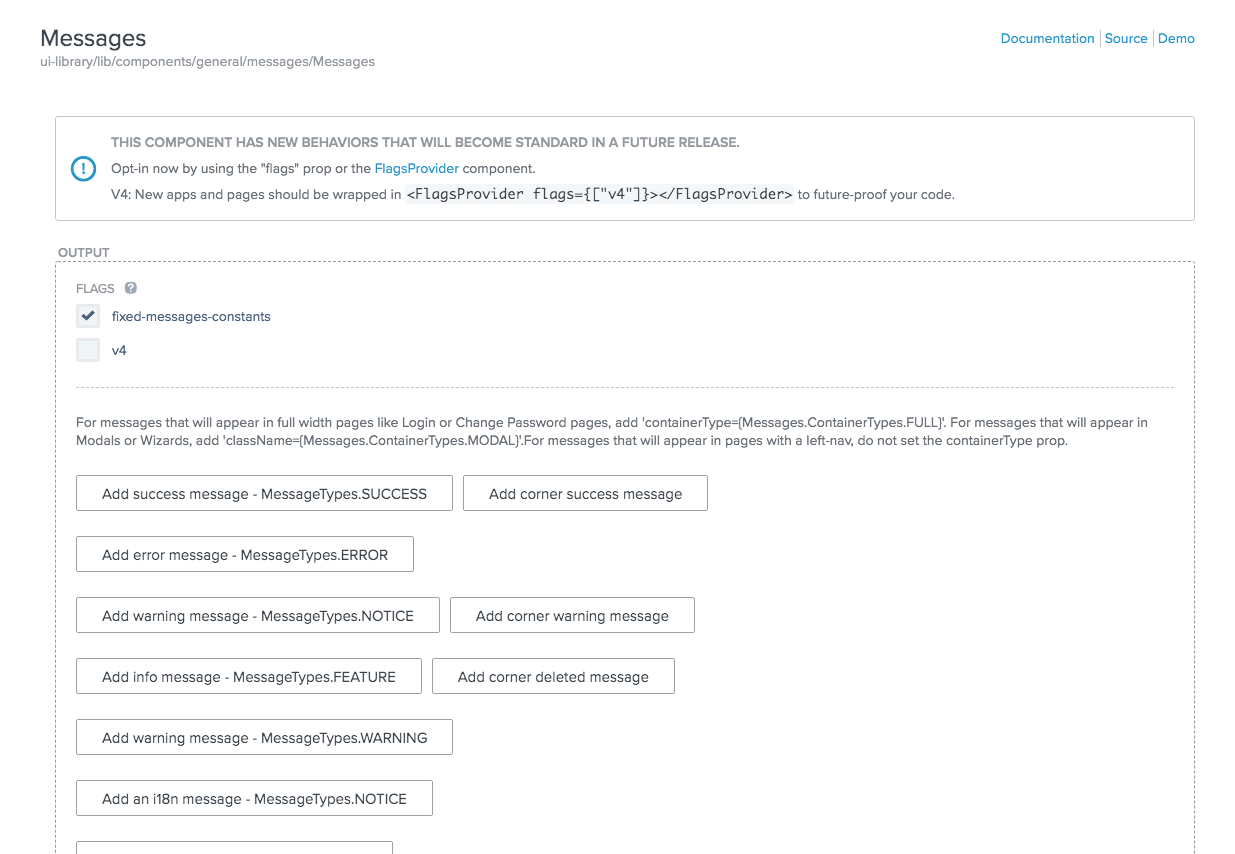 Messages
Documentation Source Demo
ui-library/lib/components/general/messages/Messages
THIS COMPONENT HAS NEW BEHAVIORS THAT WILL BECOME STANDARD IN A FUTURE RELEASE.
Opt-in now by using the "flags" prop or the FlagsProvider component.
V4: New apps and pages should be wrapped in <FlagsProvider flags={["v4"]}></FlagsProvider> to future-proof your code.
OUTPUT
FLAGS ?
fixed-messages-constants
v4
For messages that will appear in full width pages like Login or Change Password pages, add 'containerType={Messages.ContainerTypes.FULL}'. For messages that will appear in
Modals or Wizards, add 'className={Messages.ContainerTypes.MODAL}'.For messages that will appear in pages with a left-nav, do not set the containerType prop.
Add success message - MessageTypes.SUCCESS
Add corner success message
Add error message - MessageTypes.ERROR
Add warning message - MessageTypes.NOTICE
Add corner warning message
Add info message - MessageTypes.FEATURE
Add corner deleted message
Add warning message - MessageTypes.WARNING
Add an i18n message - MessageTypes.NOTICE